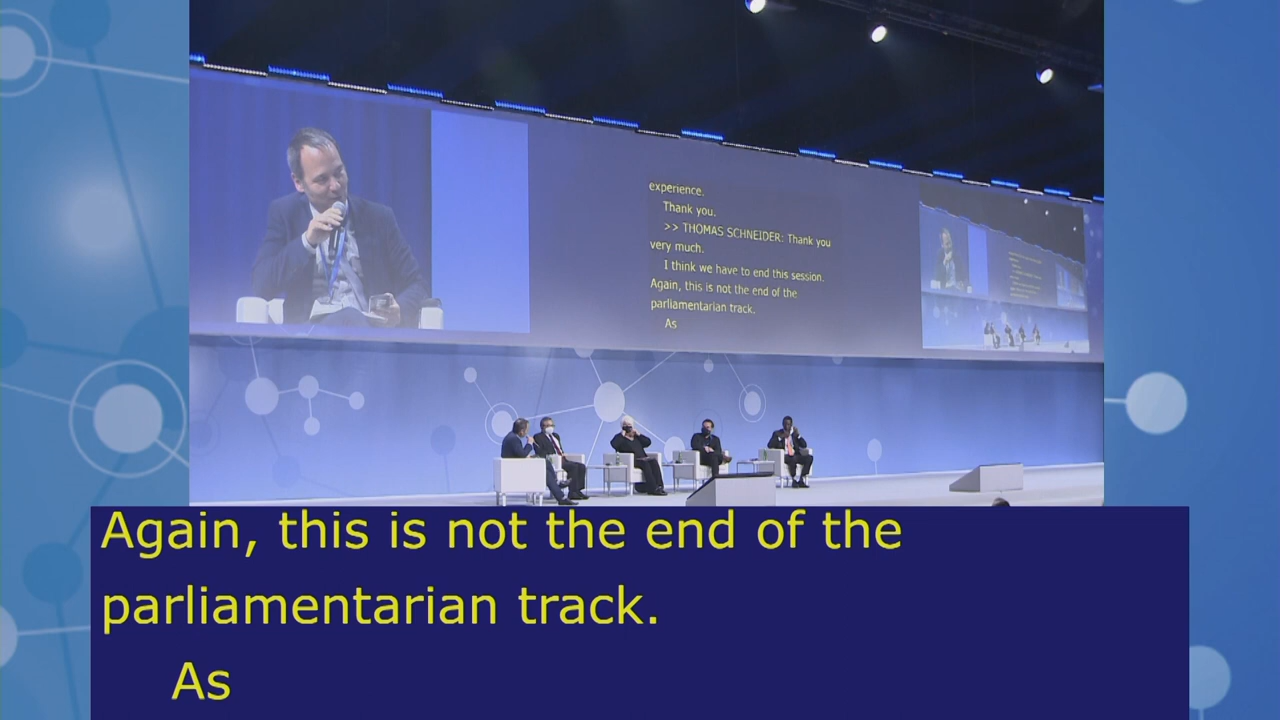 experience.
Thank you.
>> THOMAS SCHNEIDER: Thank you
very much.
I think we have to end this session.
Again, this is not the end of the
parliamentarian track.
As
Again, this is not the end of the
parliamentarian track.
As